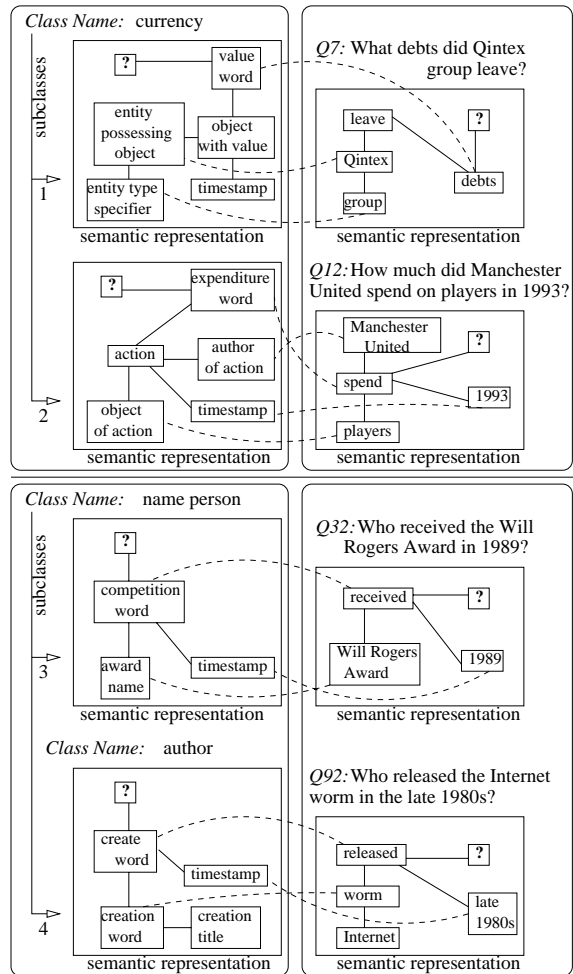 Class Name: currency
subclasses
?
value
word
entity
possessing
object
object
with value
entity type
specifier
timestamp
1
semantic representation
Q7: What debts did Qintex
group leave?
leave
?
Qintex
debts
group
semantic representation
?
expenditure
word
action
author
of action
timestamp
object
of action
2
semantic representation
Q12: How much did Manchester
United spend on players in 1993?
Manchester
United
?
spend
1993
players
semantic representation
Class Name: name person
subclasses
?
competition
word
award
name
timestamp
3
semantic representation
Q32: Who received the Will
Rogers Award in 1989?
received
?
Will Rogers
Award
1989
semantic representation
Class Name: author
?
create
word
timestamp
creation
word
creation
title
4
semantic representation
Q92: Who released the Internet
worm in the late 1980s?
released
?
worm
late
1980s
Internet
semantic representation